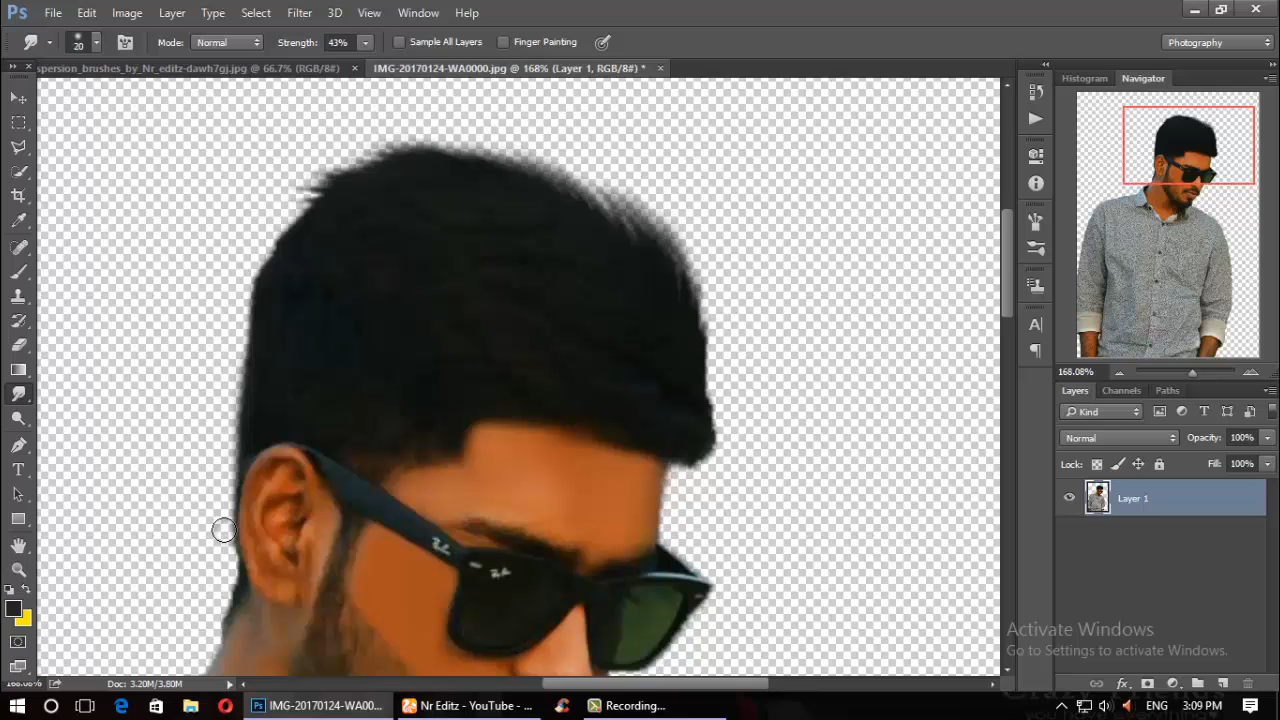 Ps File Edit Image Layer Type Select Filter 3D View Window Help
20 Mode: Normal Strength: 43% Sample All Layers Finger Painting Photography
spersion_brushes_by_Nr_editz-dawh7gj.jpg @ 66.7% (RGB/8#) × IMG-20170124-WA0000.jpg @ 168% (Layer 1, RGB/8#) * ×
Histogram Navigator
168.08%
Layers Channels Paths
Kind
Normal Opacity: 100%
Lock: Fill: 100%
Layer 1
Activate Windows
Go to Settings to activate Windows.
Doc: 3.20M/3.80M
IMG-20170124-WA00... Nr Editz - YouTube - ... Recording... ENG 3:09 PM